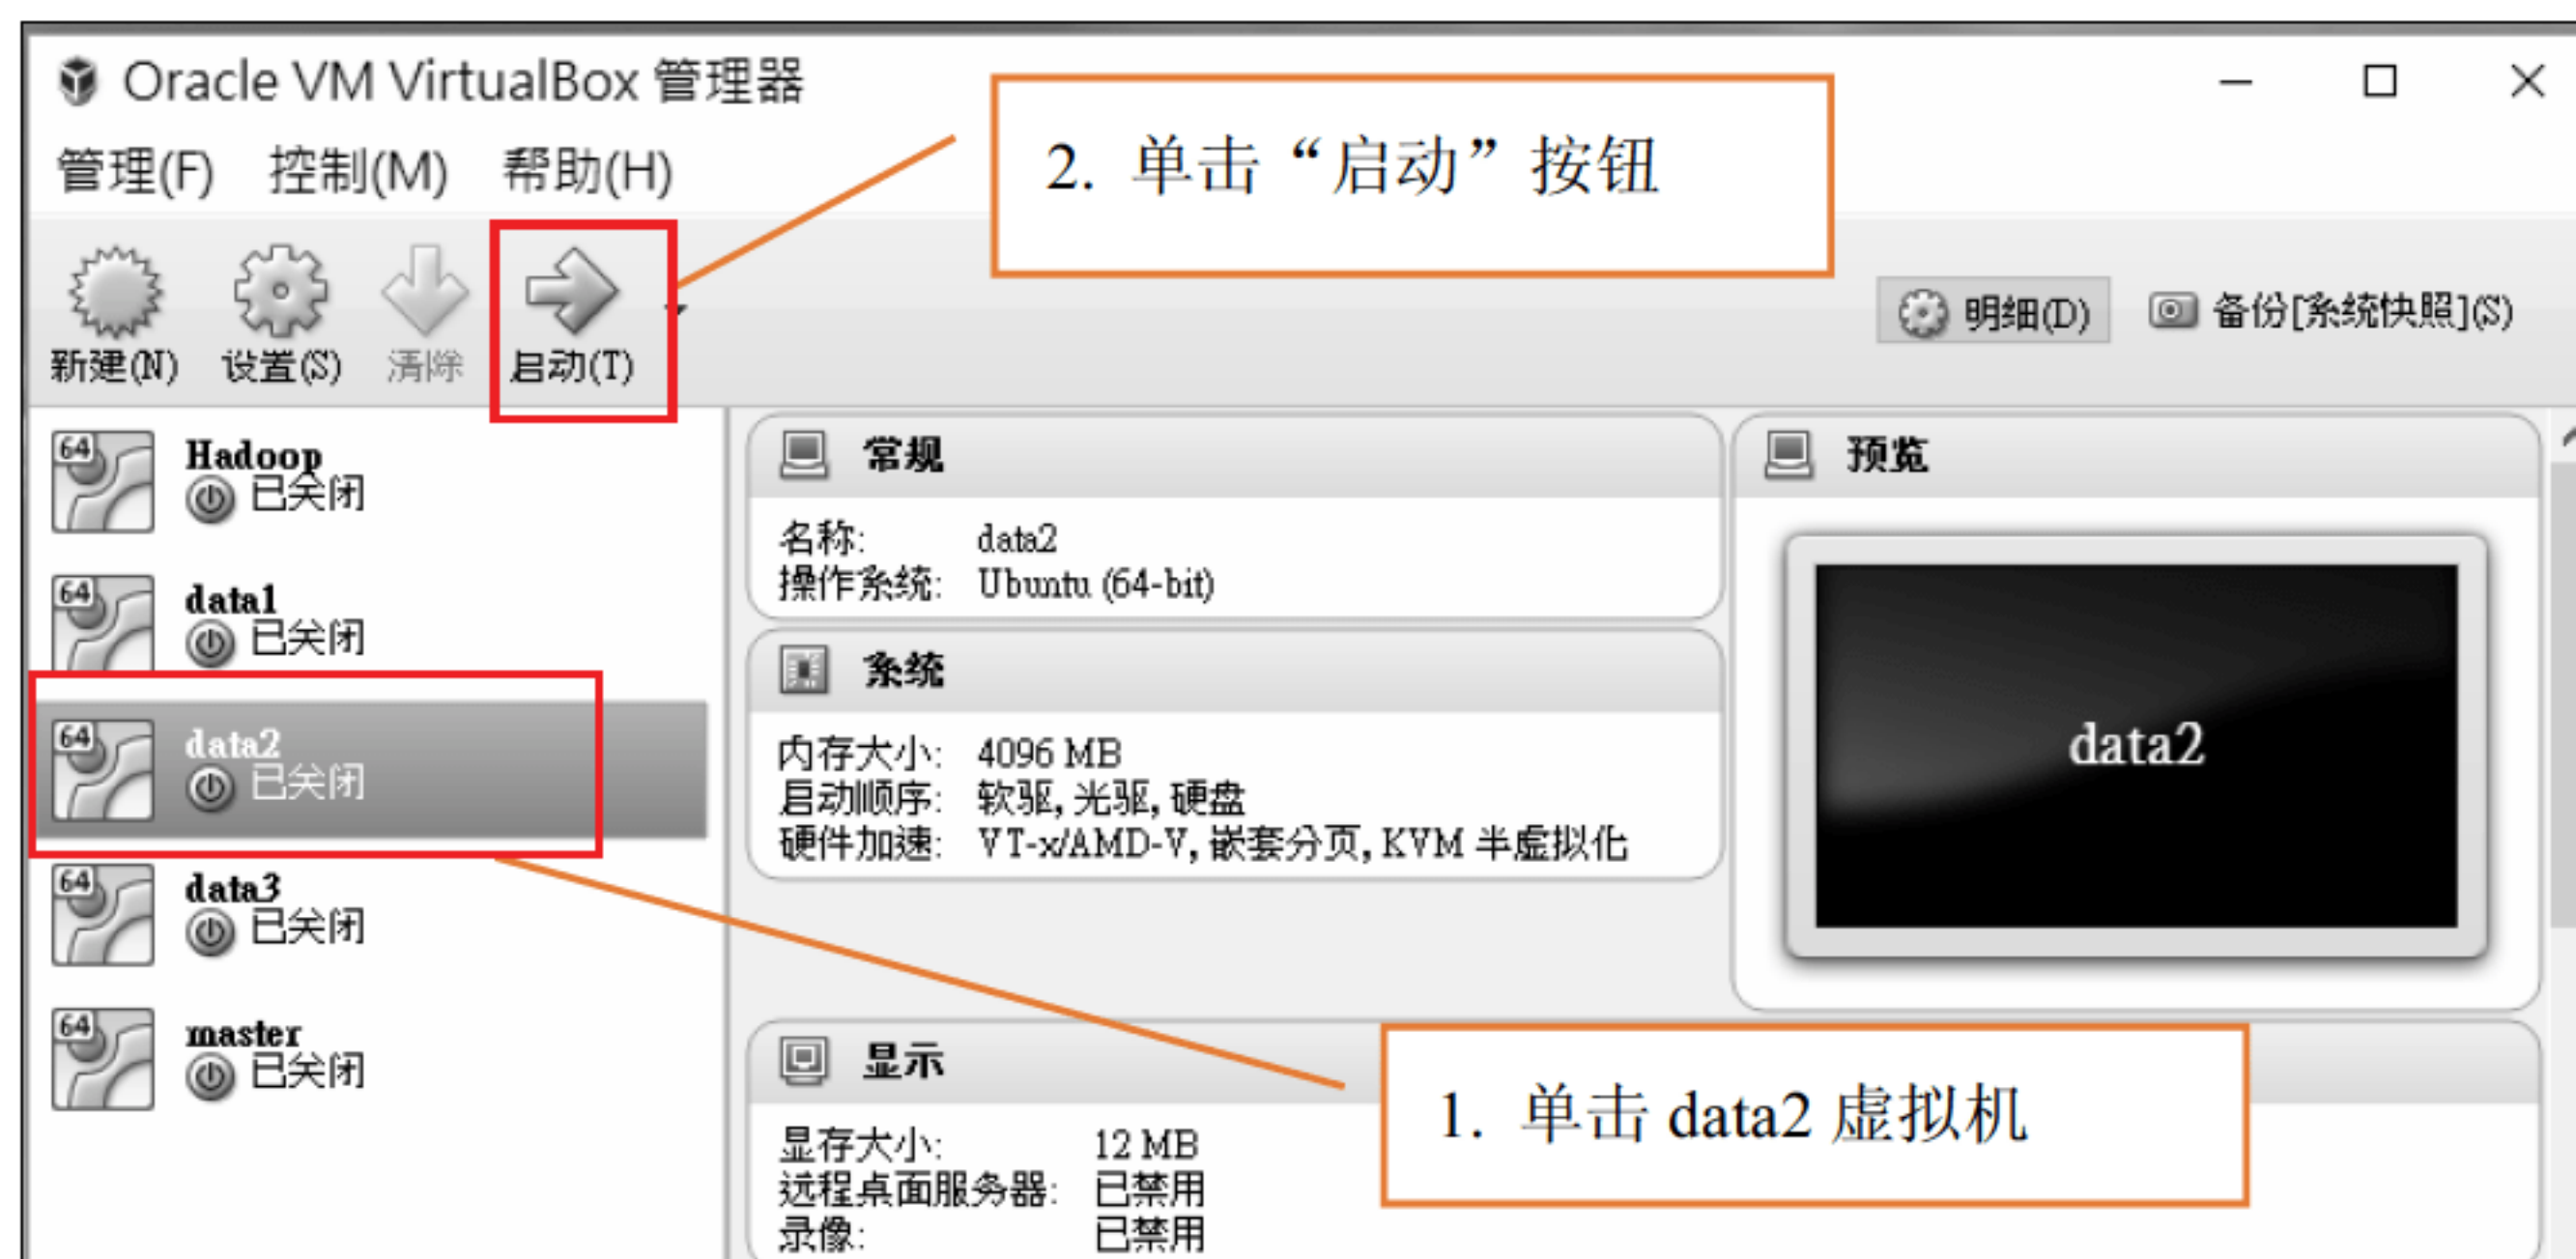 Oracle VM VirtualBox 管理器
管理(F) 控制(M) 帮助(H)
2. 单击“启动”按钮
新建(N) 设置(S) 清除 启动(T)
明细(D) 备份[系统快照](S)
64 Hadoop
已关闭
64 data1
已关闭
64 data2
已关闭
64 data3
已关闭
64 master
已关闭
常规
名称: data2
操作系统: Ubuntu (64-bit)
系统
内存大小: 4096 MB
启动顺序: 软驱, 光驱, 硬盘
硬件加速: VT-x/AMD-V, 嵌套分页, KVM 半虚拟化
预览
data2
显示
显存大小: 12 MB
远程桌面服务器: 已禁用
录像: 已禁用
1. 单击 data2 虚拟机